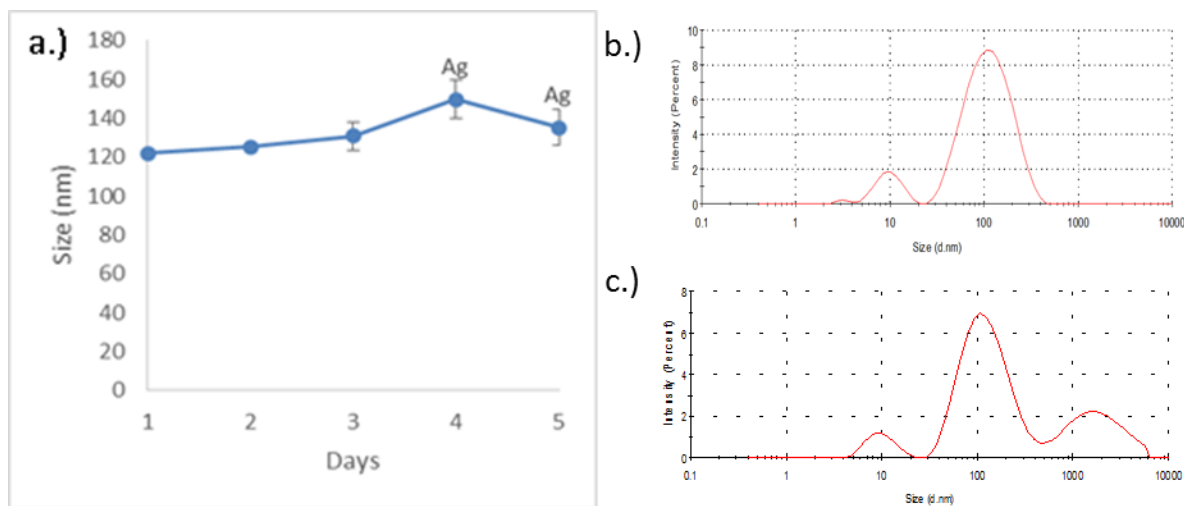 a.)
180
160
140
120
100
80
60
40
20
0
Size (nm)
Ag
Ag
1 2 3 4 5
Days
b.)
10
8
6
4
2
0
Intensity (Percent)
0.1 1 10 100 1000 10000
Size (d.nm)
c.)
8
6
4
2
0
Intensity (Percent)
0.1 1 10 100 1000 10000
Size (d.nm)